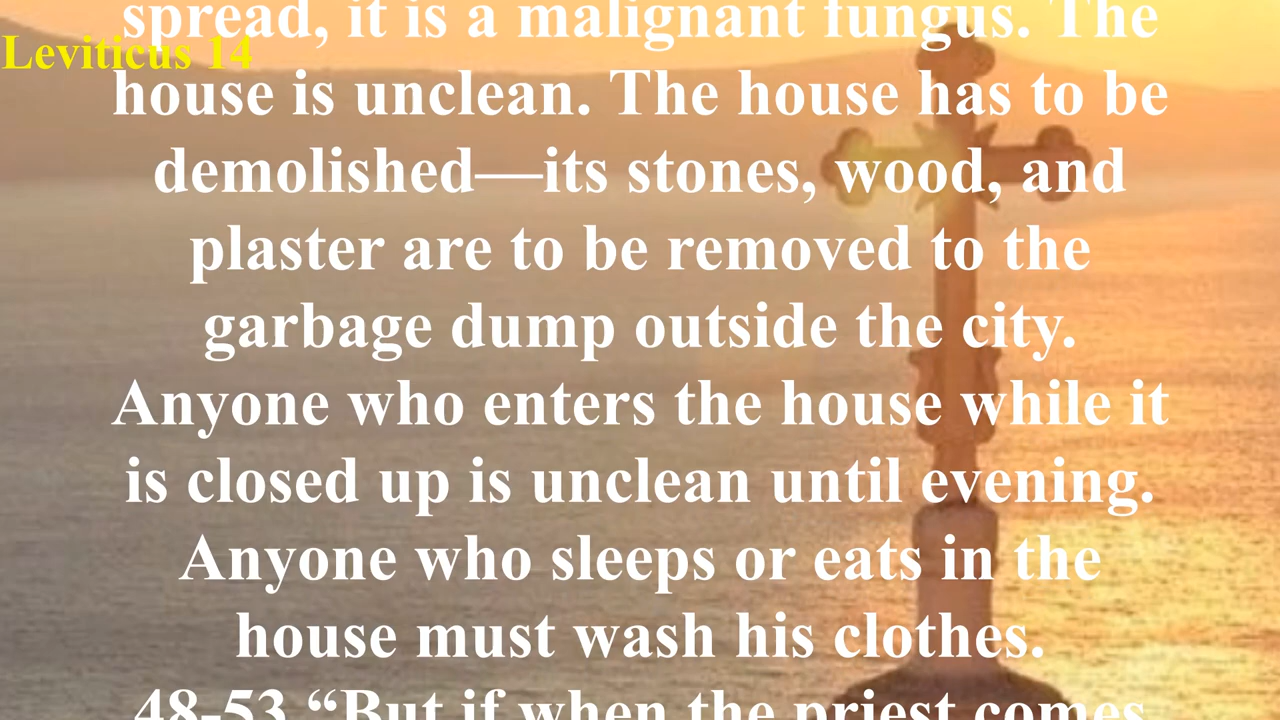 spread, it is a malignant fungus. The
Leviticus 14
house is unclean. The house has to be
demolished—its stones, wood, and
plaster are to be removed to the
garbage dump outside the city.
Anyone who enters the house while it
is closed up is unclean until evening.
Anyone who sleeps or eats in the
house must wash his clothes.
48-53 “But if when the priest comes